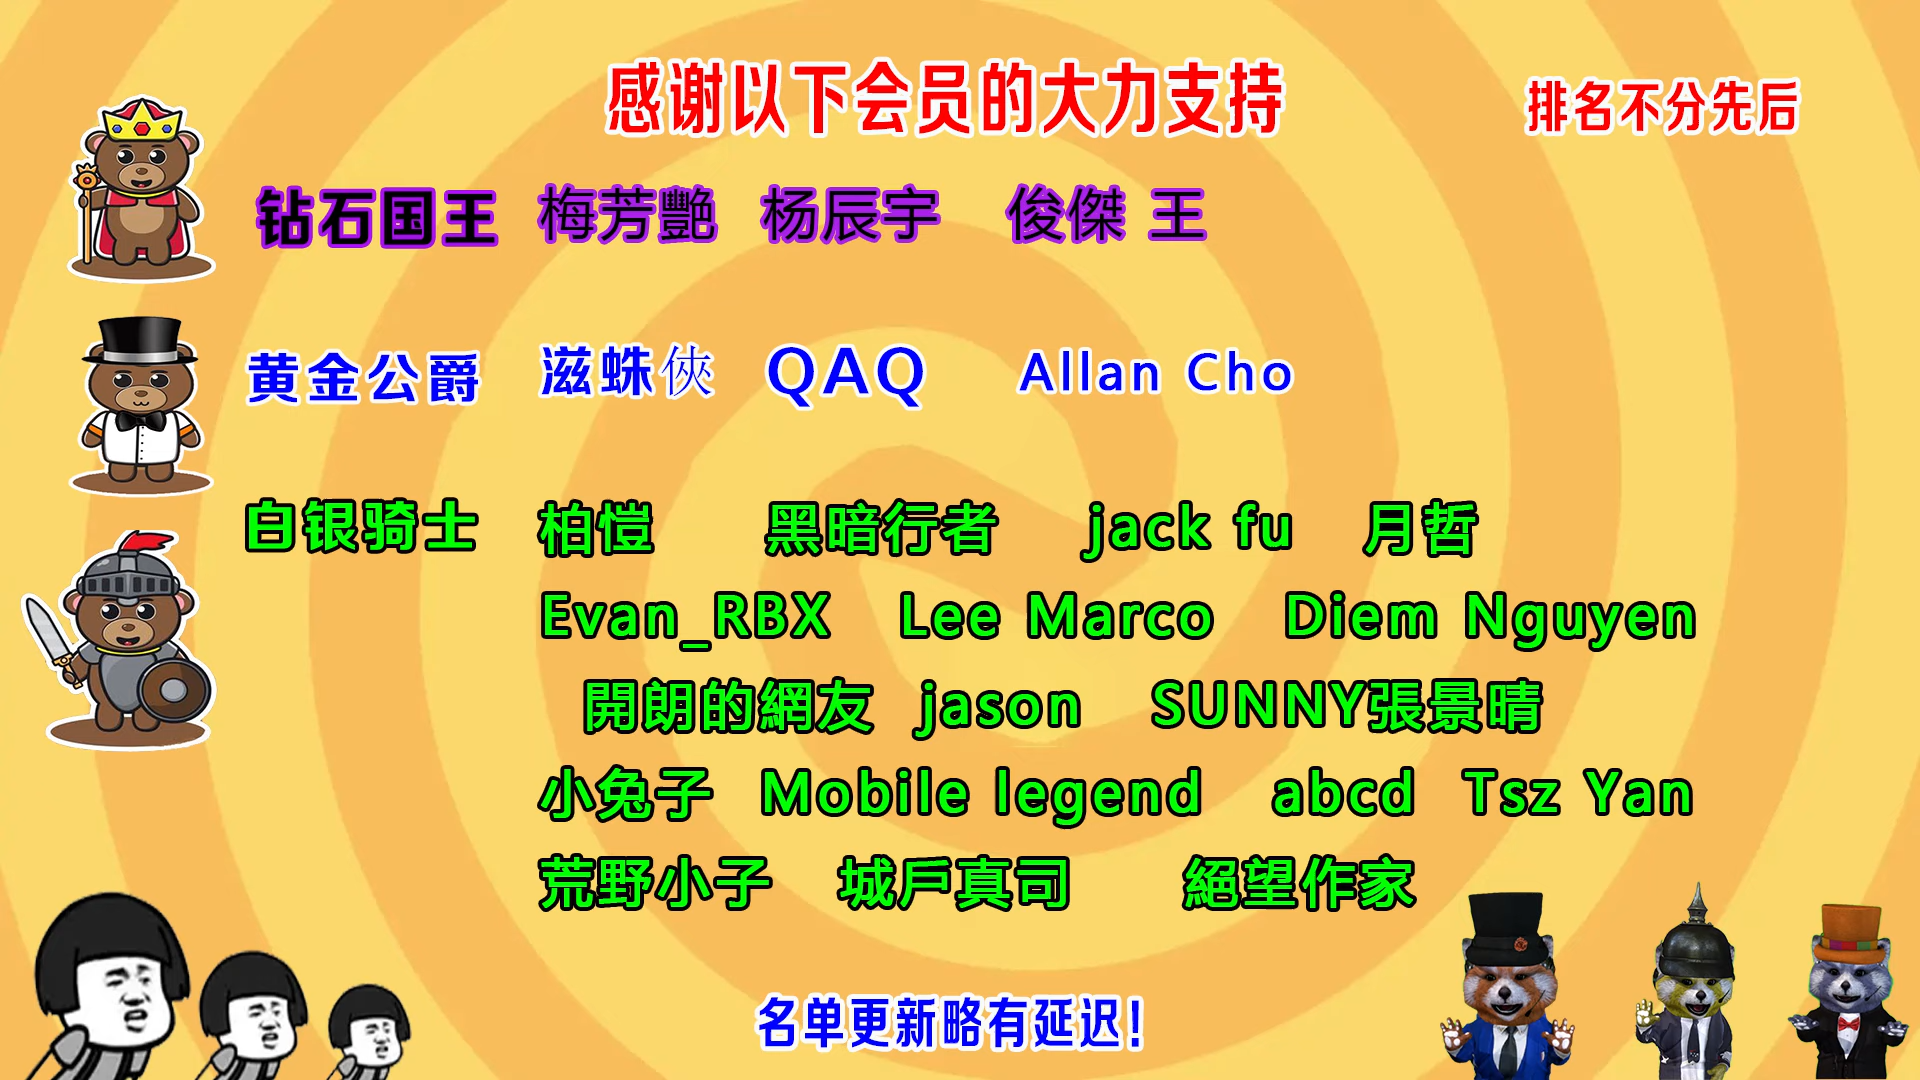 感谢以下会员的大力支持 排名不分先后
钻石国王 梅芳艷 杨辰宇 俊傑 王
黄金公爵 滋蛛俠 QAQ Allan Cho
白银骑士 柏愷 黑暗行者 jack fu 月哲
Evan_RBX Lee Marco Diem Nguyen
開朗的網友 jason SUNNY張景晴
小兔子 Mobile legend abcd Tsz Yan
荒野小子 城戶真司 絕望作家
名单更新略有延迟！